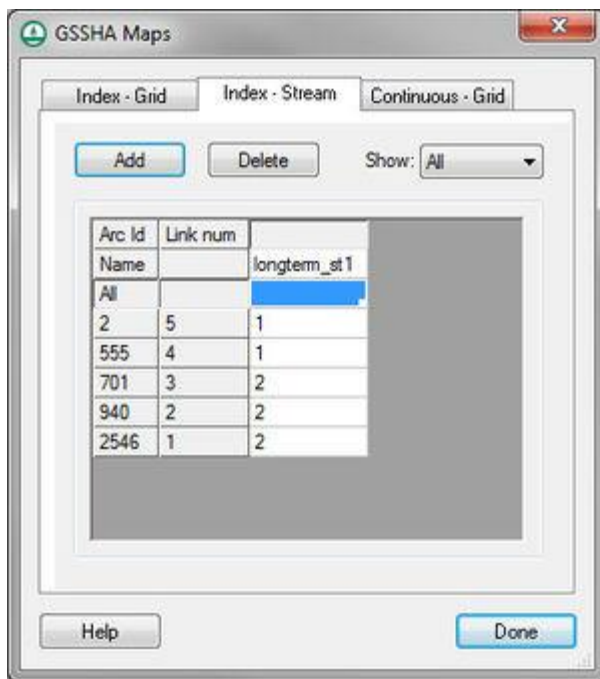 GSSHA Maps
Index - Grid Index - Stream Continuous - Grid
Add Delete Show: All
Arc Id Link num
Name longterm_st1
All
2 5 1
555 4 1
701 3 2
940 2 2
2546 1 2
Help Done